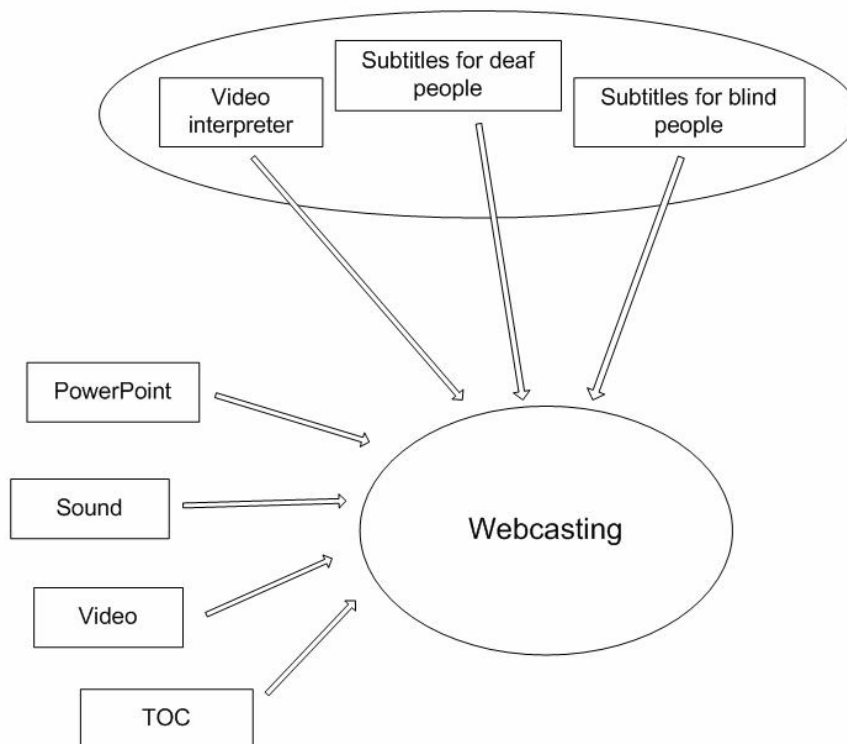 Video
interpreter
Subtitles for deaf
people
Subtitles for blind
people
PowerPoint
Sound
Webcasting
Video
TOC